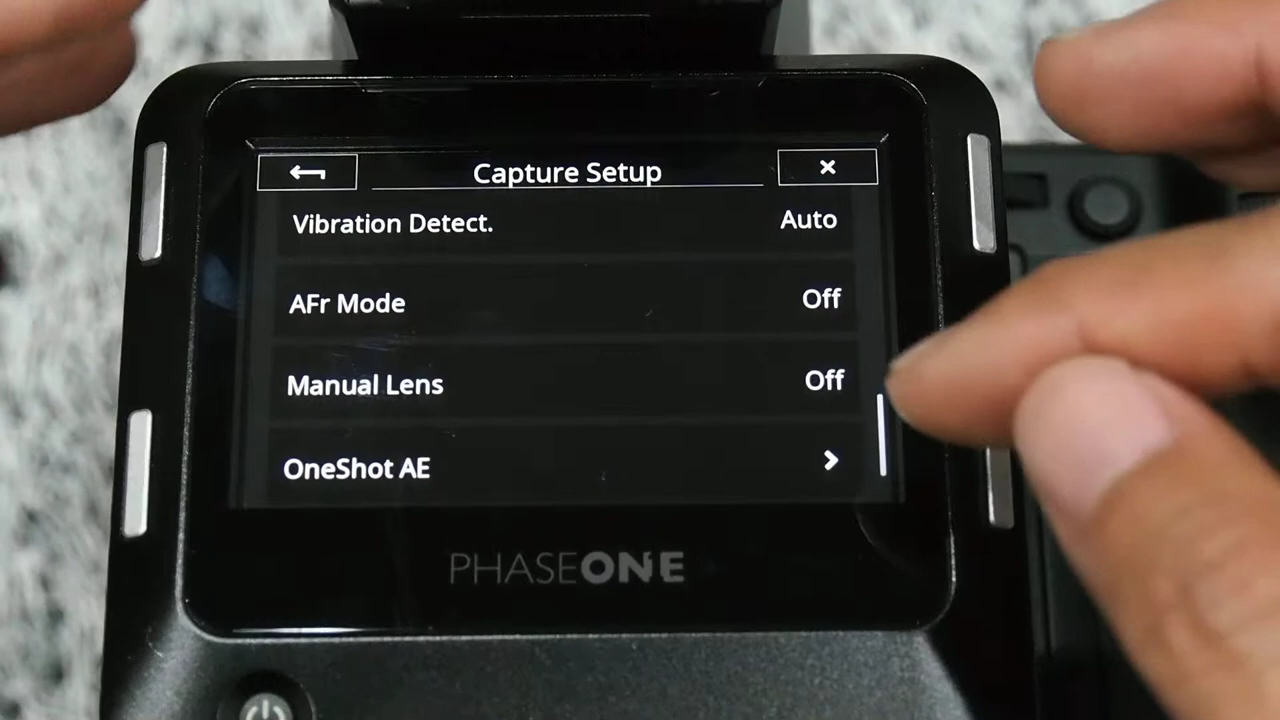 Capture Setup
Vibration Detect. Auto
AFr Mode Off
Manual Lens Off
OneShot AE
PHASEONE